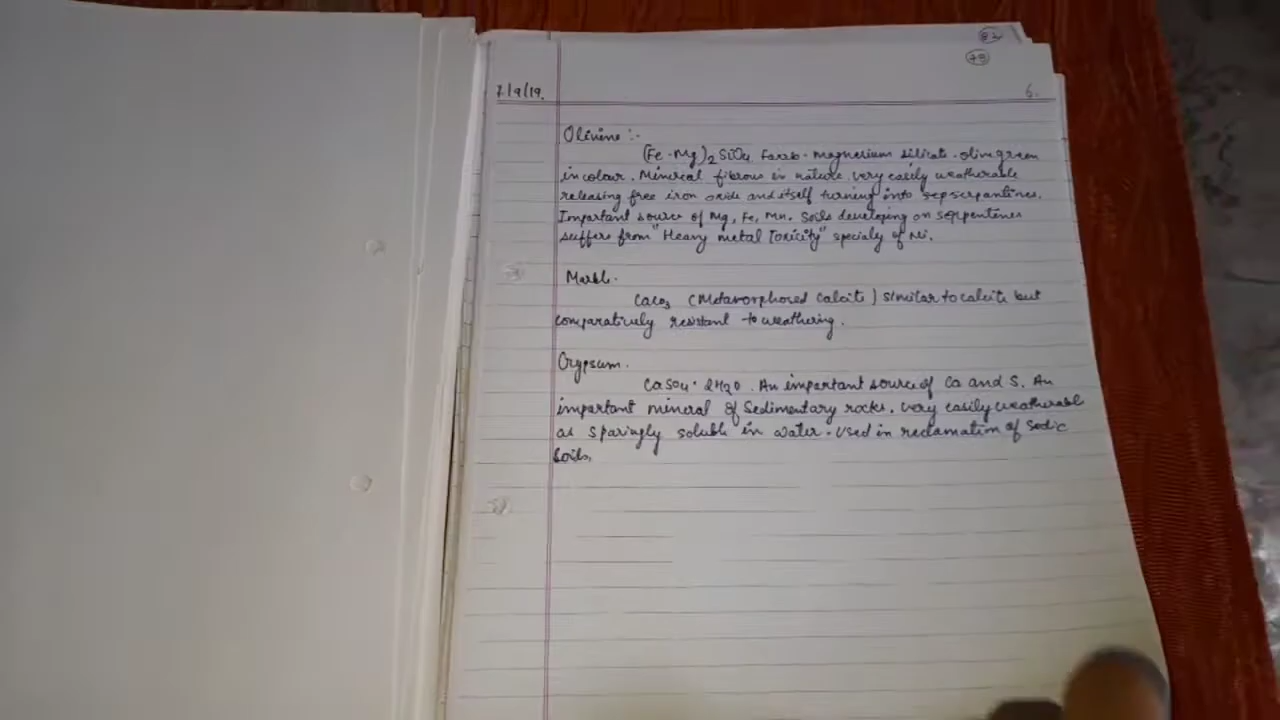 82
79
7/9/19.
6.
Olivine :-
(Fe.Mg)2 SiO4 Ferro-magnesium silicate. olive green
in colour. Mineral fibrous in nature, very easily weatherable
releasing free iron oxide and itself turning into
Important source of Mg, Fe, Mn. Soils developing on serpentines
suffers from "Heavy metal Toxicity" specialy of Ni.
Marble.
CaCO3 (Metamorphosed Calcite) similar to calcite but
comparatively resistant to weathering.
Gypsum.
CaSO4.2H2O. An important source of Ca and S. An
important mineral of Sedimentary rocks. very easily weatherable
as sparingly soluble in water. Used in reclamation of Sodic
Soils.